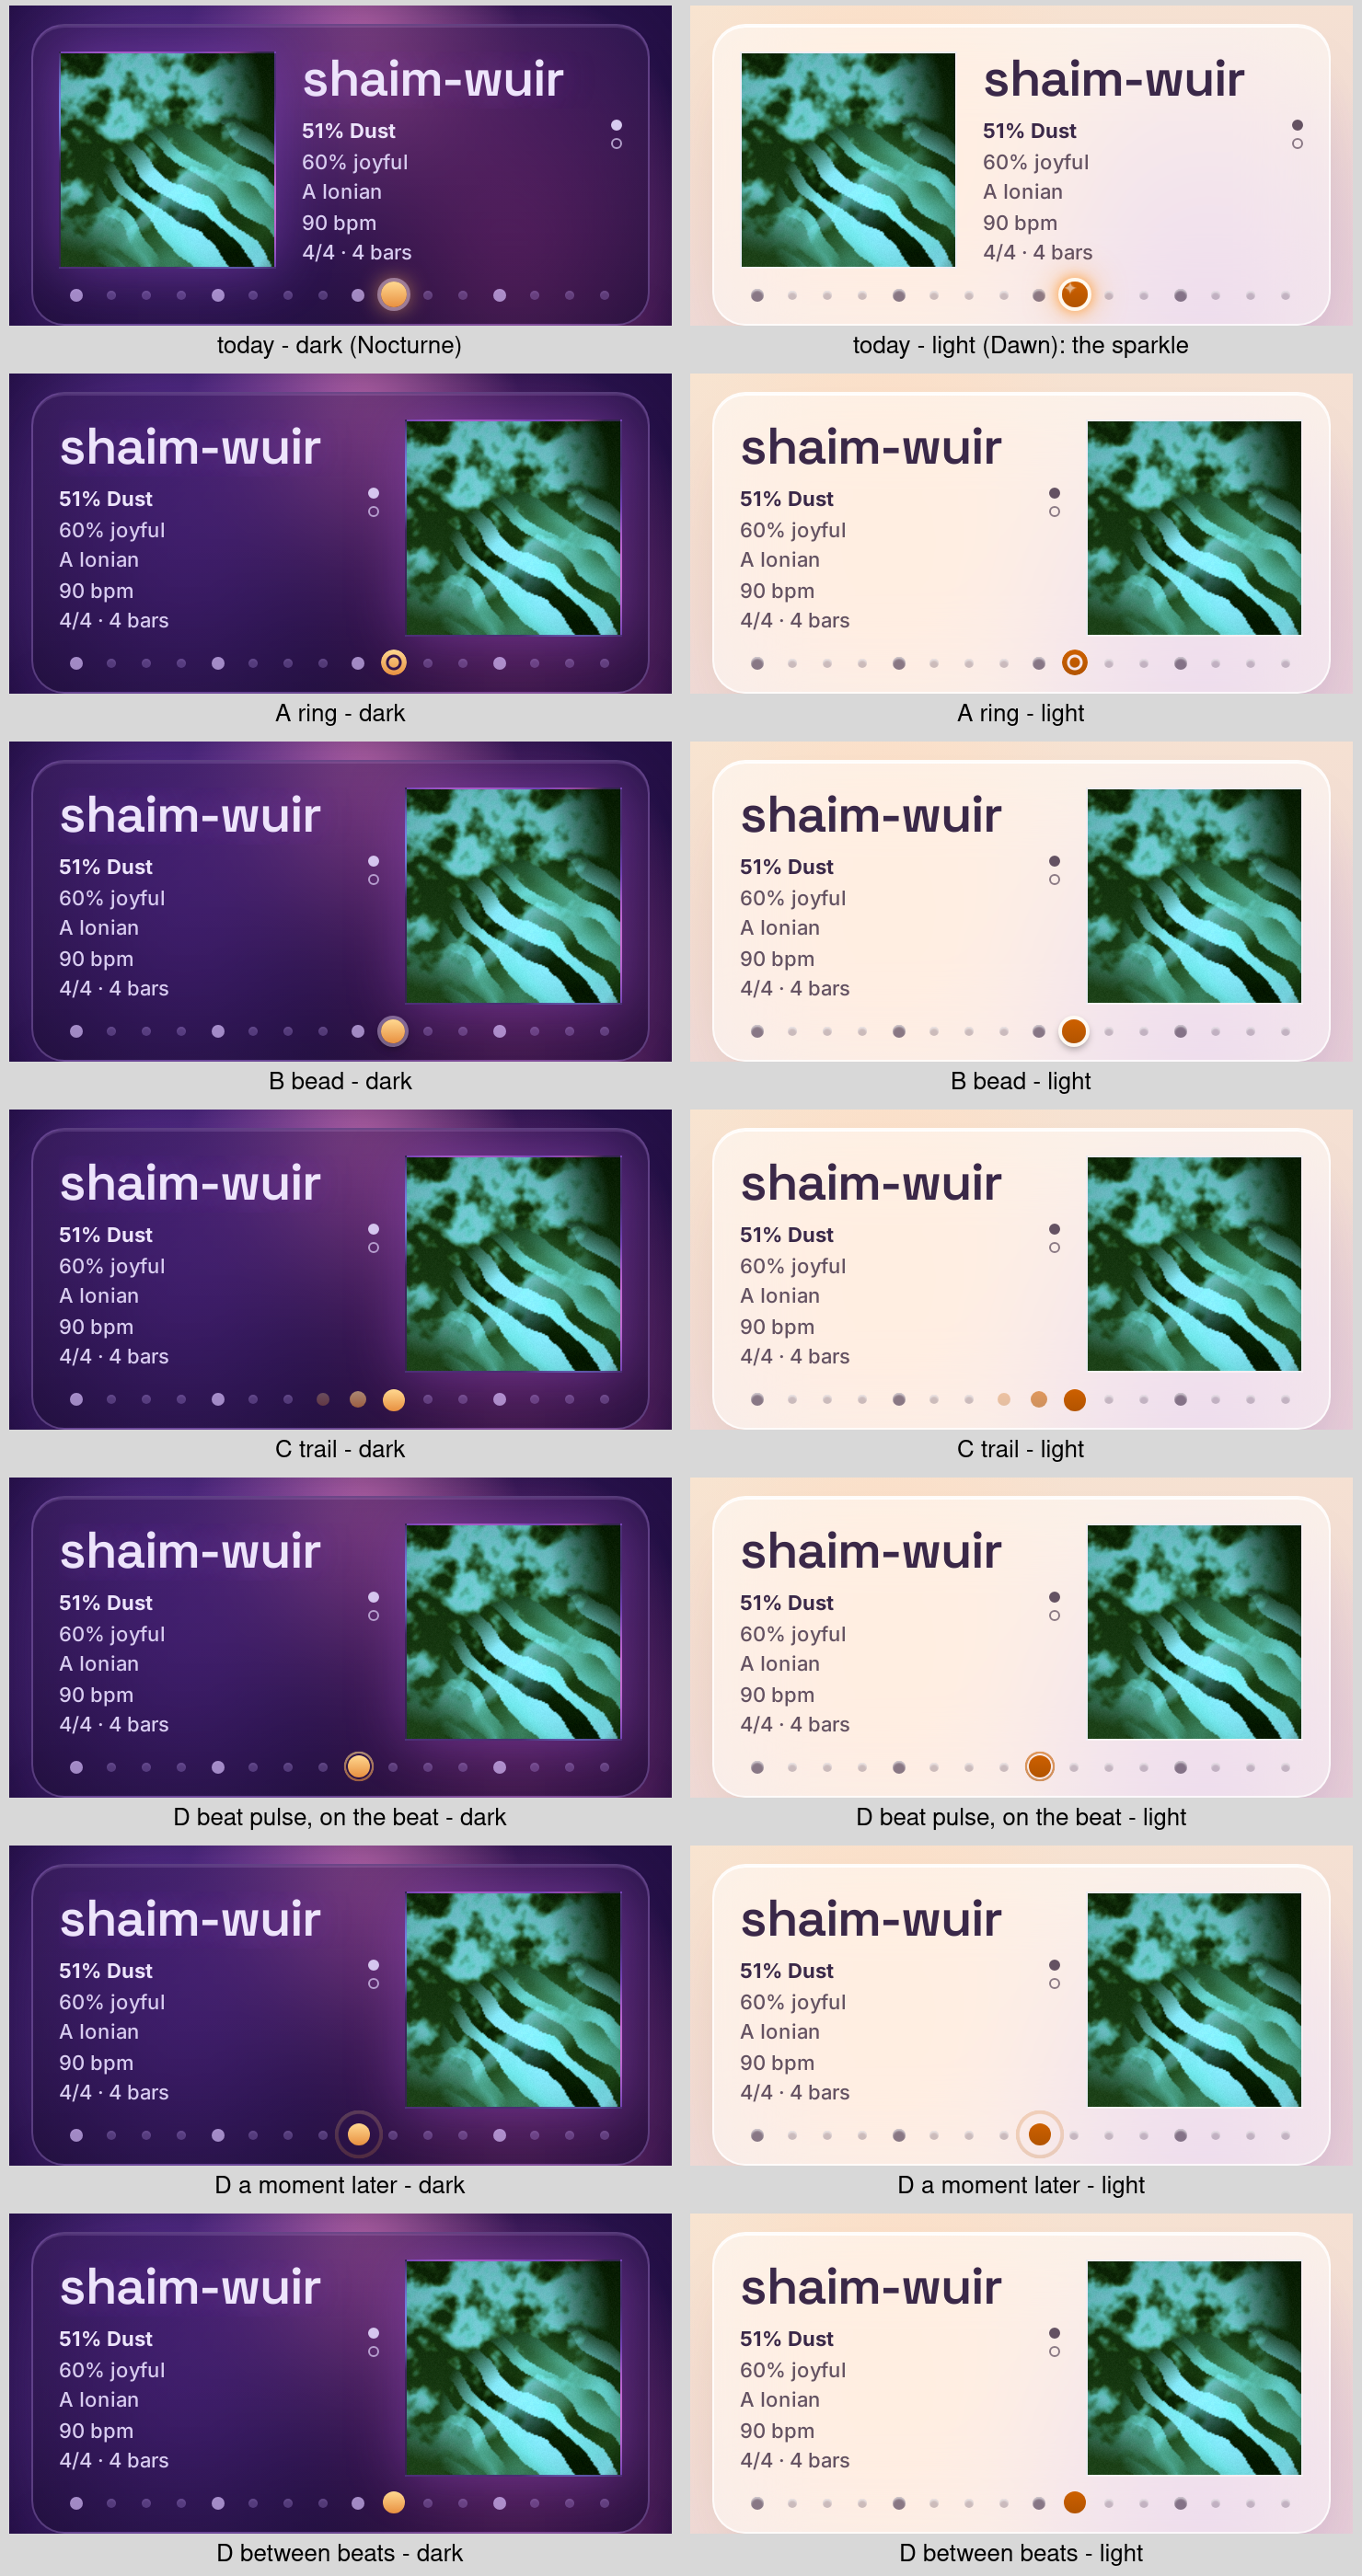 shaim-wuir
51% Dust
60% joyful
A Ionian
90 bpm
4/4 · 4 bars
today - dark (Nocturne)
shaim-wuir
51% Dust
60% joyful
A Ionian
90 bpm
4/4 · 4 bars
today - light (Dawn): the sparkle
shaim-wuir
51% Dust
60% joyful
A Ionian
90 bpm
4/4 · 4 bars
A ring - dark
shaim-wuir
51% Dust
60% joyful
A Ionian
90 bpm
4/4 · 4 bars
A ring - light
shaim-wuir
51% Dust
60% joyful
A Ionian
90 bpm
4/4 · 4 bars
B bead - dark
shaim-wuir
51% Dust
60% joyful
A Ionian
90 bpm
4/4 · 4 bars
B bead - light
shaim-wuir
51% Dust
60% joyful
A Ionian
90 bpm
4/4 · 4 bars
C trail - dark
shaim-wuir
51% Dust
60% joyful
A Ionian
90 bpm
4/4 · 4 bars
C trail - light
shaim-wuir
51% Dust
60% joyful
A Ionian
90 bpm
4/4 · 4 bars
D beat pulse, on the beat - dark
shaim-wuir
51% Dust
60% joyful
A Ionian
90 bpm
4/4 · 4 bars
D beat pulse, on the beat - light
shaim-wuir
51% Dust
60% joyful
A Ionian
90 bpm
4/4 · 4 bars
D a moment later - dark
shaim-wuir
51% Dust
60% joyful
A Ionian
90 bpm
4/4 · 4 bars
D a moment later - light
shaim-wuir
51% Dust
60% joyful
A Ionian
90 bpm
4/4 · 4 bars
D between beats - dark
shaim-wuir
51% Dust
60% joyful
A Ionian
90 bpm
4/4 · 4 bars
D between beats - light